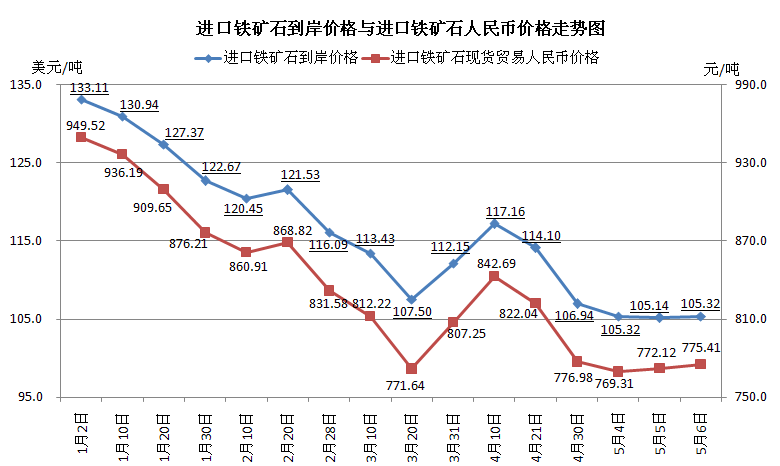 进口铁矿石到岸价格与进口铁矿石人民币价格走势图
进口铁矿石到岸价格 进口铁矿石现货贸易人民币价格
美元/吨 元/吨
135.0 990.0
133.11
130.94
949.52
127.37
936.19
125.0 930.0
122.67
121.53
909.65
120.45
117.16
868.82
876.21
116.09
113.43
114.10
115.0 870.0
112.15
860.91
842.69
831.58
812.22
107.50
822.04
106.94
105.14
105.32
105.0 810.0
807.25
105.32
772.12
775.41
771.64
776.98
769.31
95.0 750.0
1月2日
1月10日
1月20日
1月30日
2月10日
2月20日
2月28日
3月10日
3月20日
3月31日
4月10日
4月21日
4月30日
5月4日
5月5日
5月6日